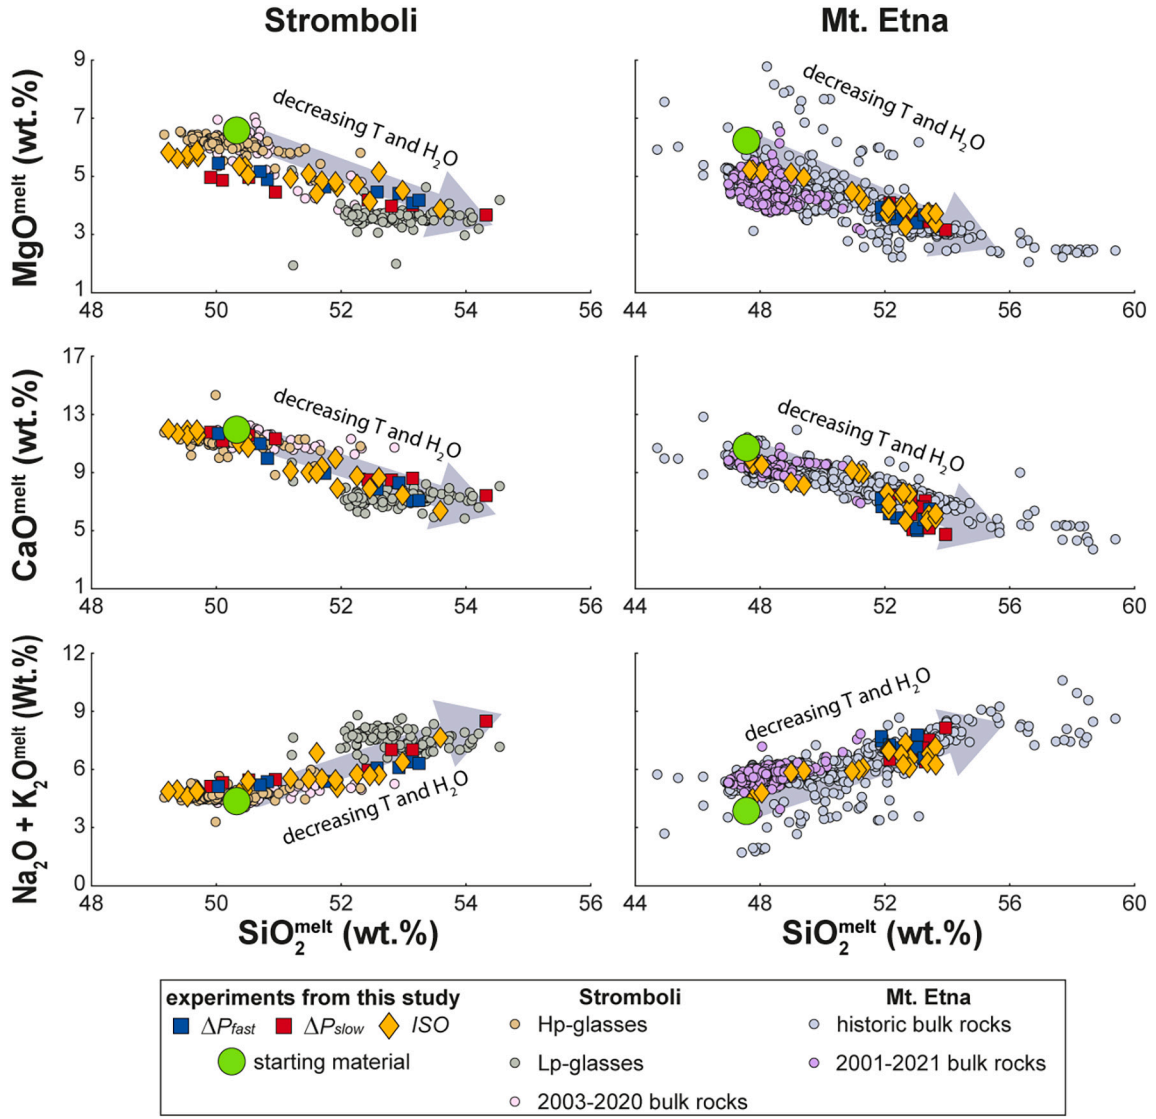 Stromboli Mt. Etna
MgO^melt (wt.%)
9
7
5
3
1
decreasing T and H₂O
48 50 52 54 56
decreasing T and H₂O
44 48 52 56 60
CaO^melt (wt.%)
17
13
9
5
1
decreasing T and H₂O
48 50 52 54 56
decreasing T and H₂O
44 48 52 56 60
Na₂O + K₂O^melt (Wt.%)
12
9
6
3
0
decreasing T and H₂O
48 50 52 54 56
decreasing T and H₂O
44 48 52 56 60
SiO₂^melt (wt.%) SiO₂^melt (wt.%)
experiments from this study Stromboli Mt. Etna
ΔPfast ΔPslow ISO Hp-glasses historic bulk rocks
starting material Lp-glasses 2001-2021 bulk rocks
2003-2020 bulk rocks